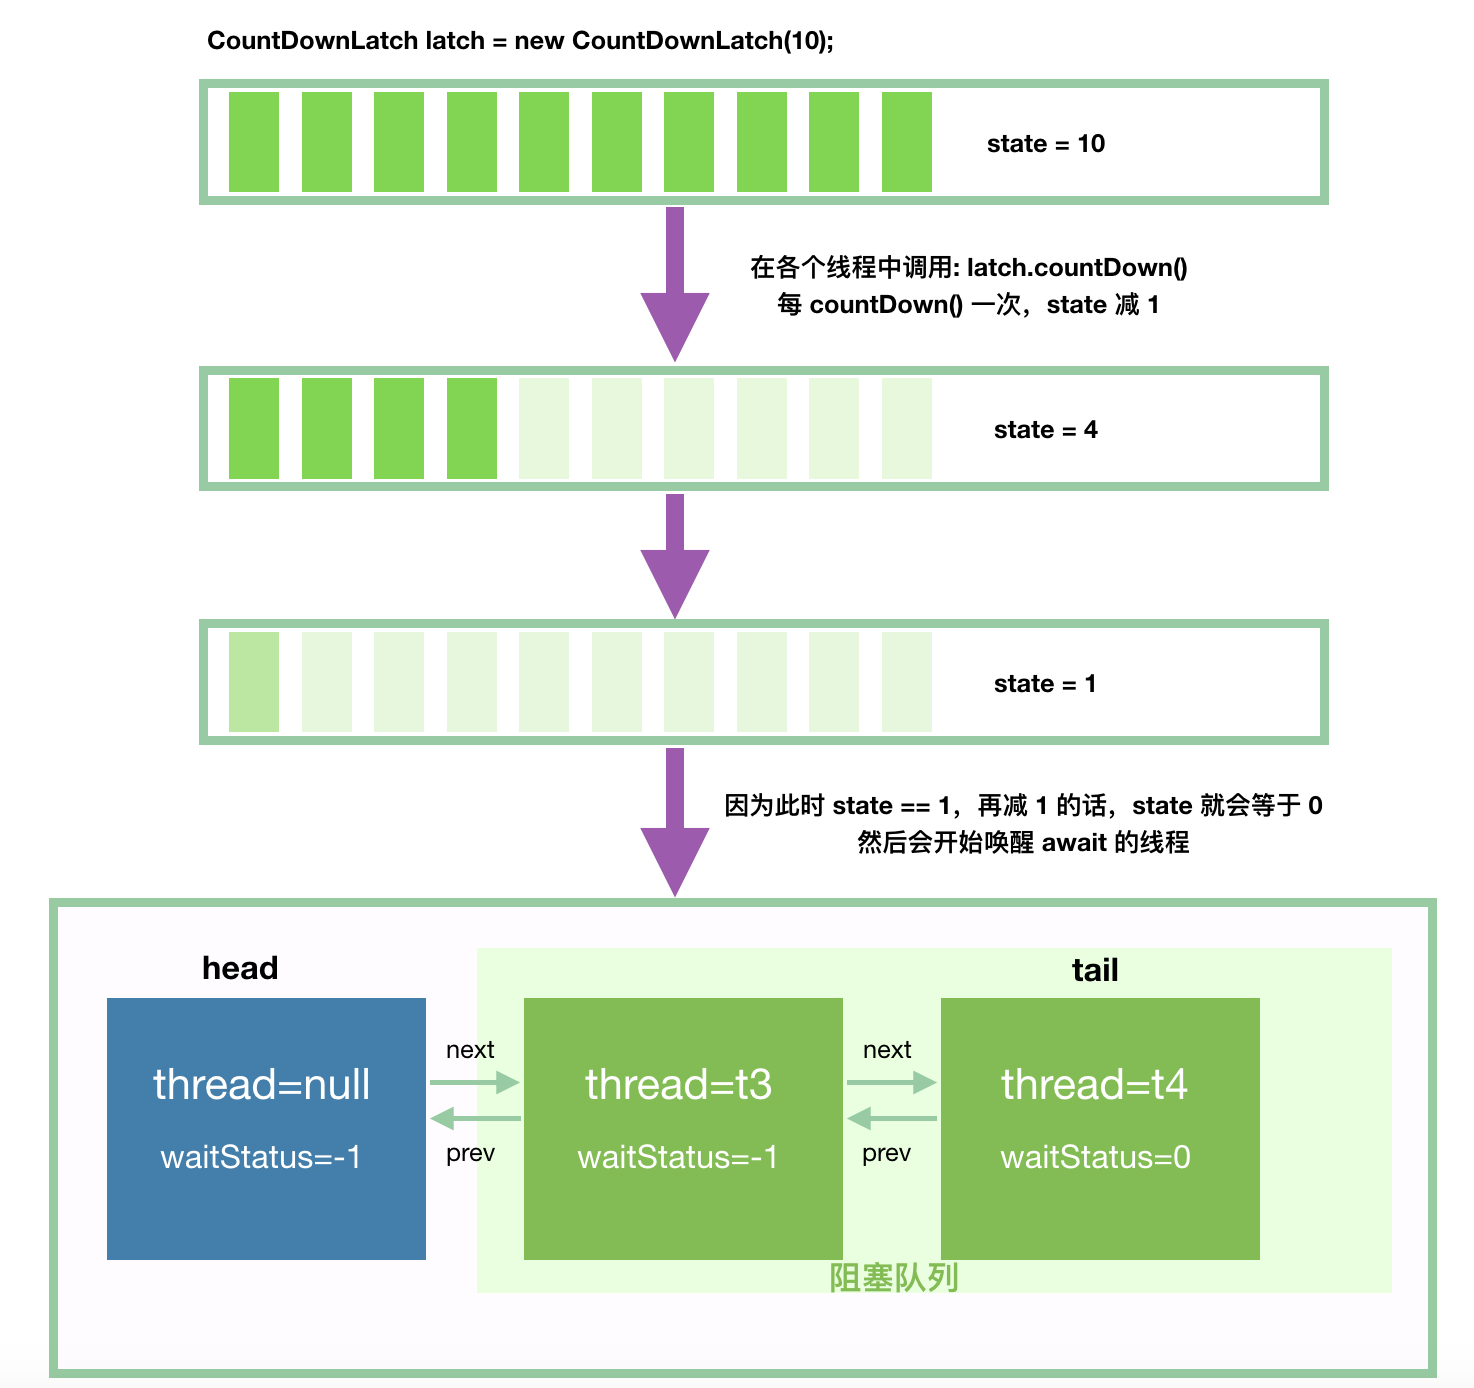 CountDownLatch latch = new CountDownLatch(10);
state = 10
在各个线程中调用: latch.countDown()
每 countDown() 一次，state 减 1
state = 4
state = 1
因为此时 state == 1，再减 1 的话，state 就会等于 0
然后会开始唤醒 await 的线程
head
tail
thread=null
waitStatus=-1
next
prev
thread=t3
waitStatus=-1
next
prev
thread=t4
waitStatus=0
阻塞队列